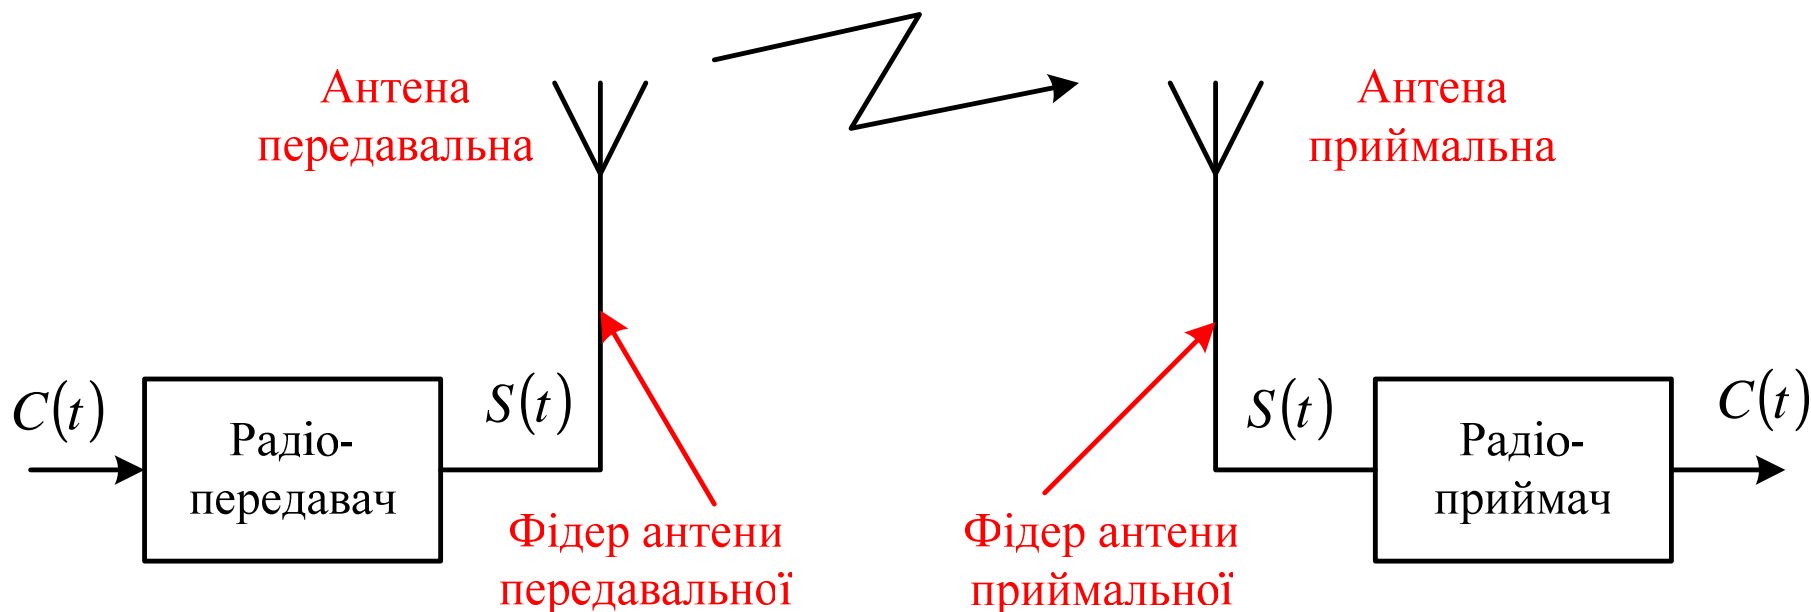 Антена
передавальна
Антена
приймальна
C(t)
Радіо-
передавач
S(t)
Фідер антени
передавальної
Фідер антени
приймальної
S(t)
Радіо-
приймач
C(t)